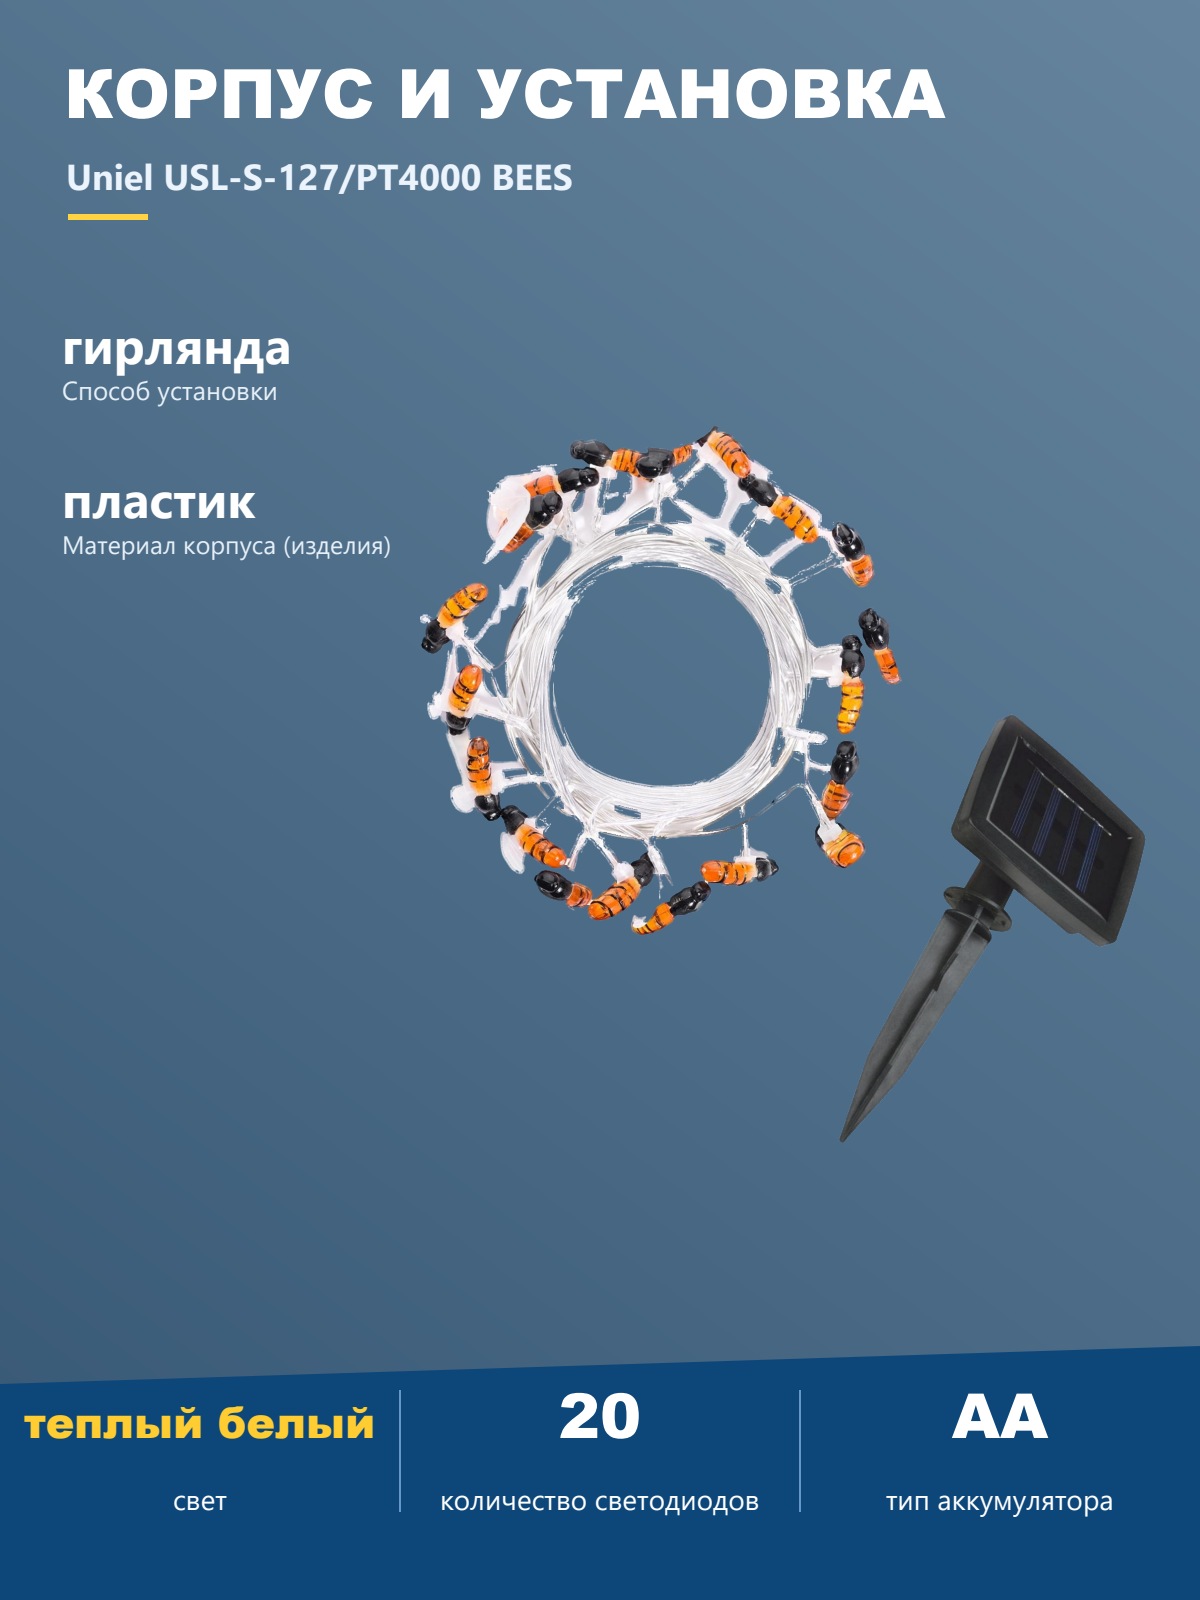 КОРПУС И УСТАНОВКА
Uniel USL-S-127/PT4000 BEES
гирлянда
Способ установки
пластик
Материал корпуса (изделия)
теплый белый
свет
20
количество светодиодов
AA
тип аккумулятора